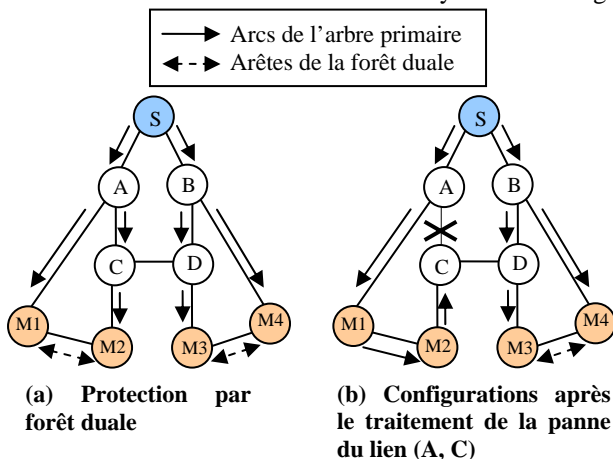 Arcs de l'arbre primaire
Arêtes de la forêt duale
S
A
B
C
D
M1
M2
M3
M4
(a) Protection par
forêt duale
S
A
B
C
D
M1
M2
M3
M4
(b) Configurations après
le traitement de la panne
du lien (A, C)